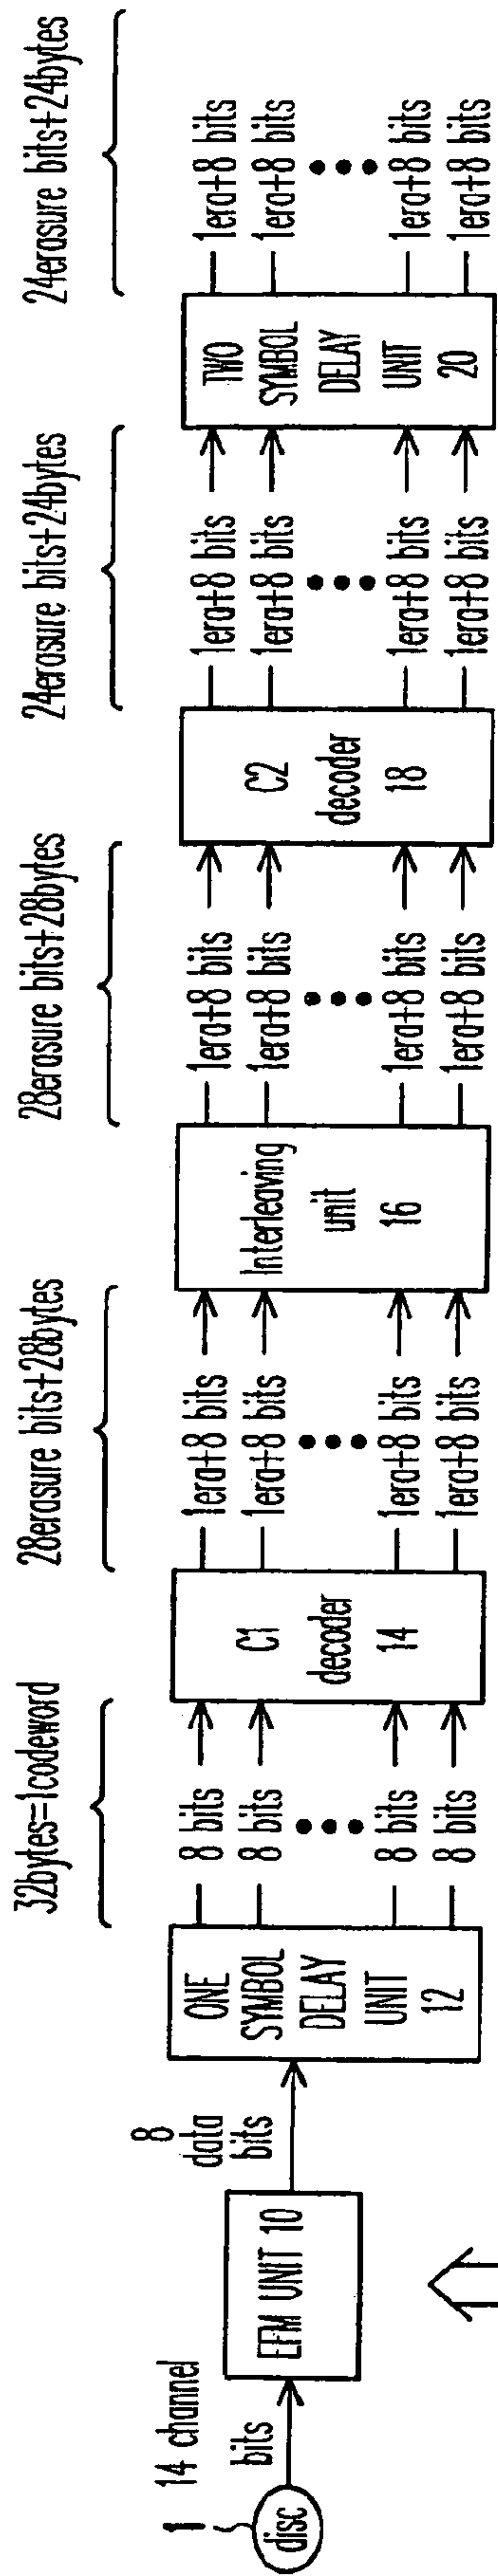 1
disc
14 channel
bits
EFM UNIT 10
8
data
bits
ONE
SYMBOL
DELAY
UNIT
12
32bytes=1codeword
8 bits
8 bits
8 bits
8 bits
C1
decoder
14
28erasure bits+28bytes
1era+8 bits
1era+8 bits
1era+8 bits
1era+8 bits
Interleaving
unit
16
28erasure bits+28bytes
1era+8 bits
1era+8 bits
1era+8 bits
1era+8 bits
C2
decoder
18
24erasure bits+24bytes
1era+8 bits
1era+8 bits
1era+8 bits
1era+8 bits
TWO
SYMBOL
DELAY
UNIT
20
24erasure bits+24bytes
1era+8 bits
1era+8 bits
1era+8 bits
1era+8 bits